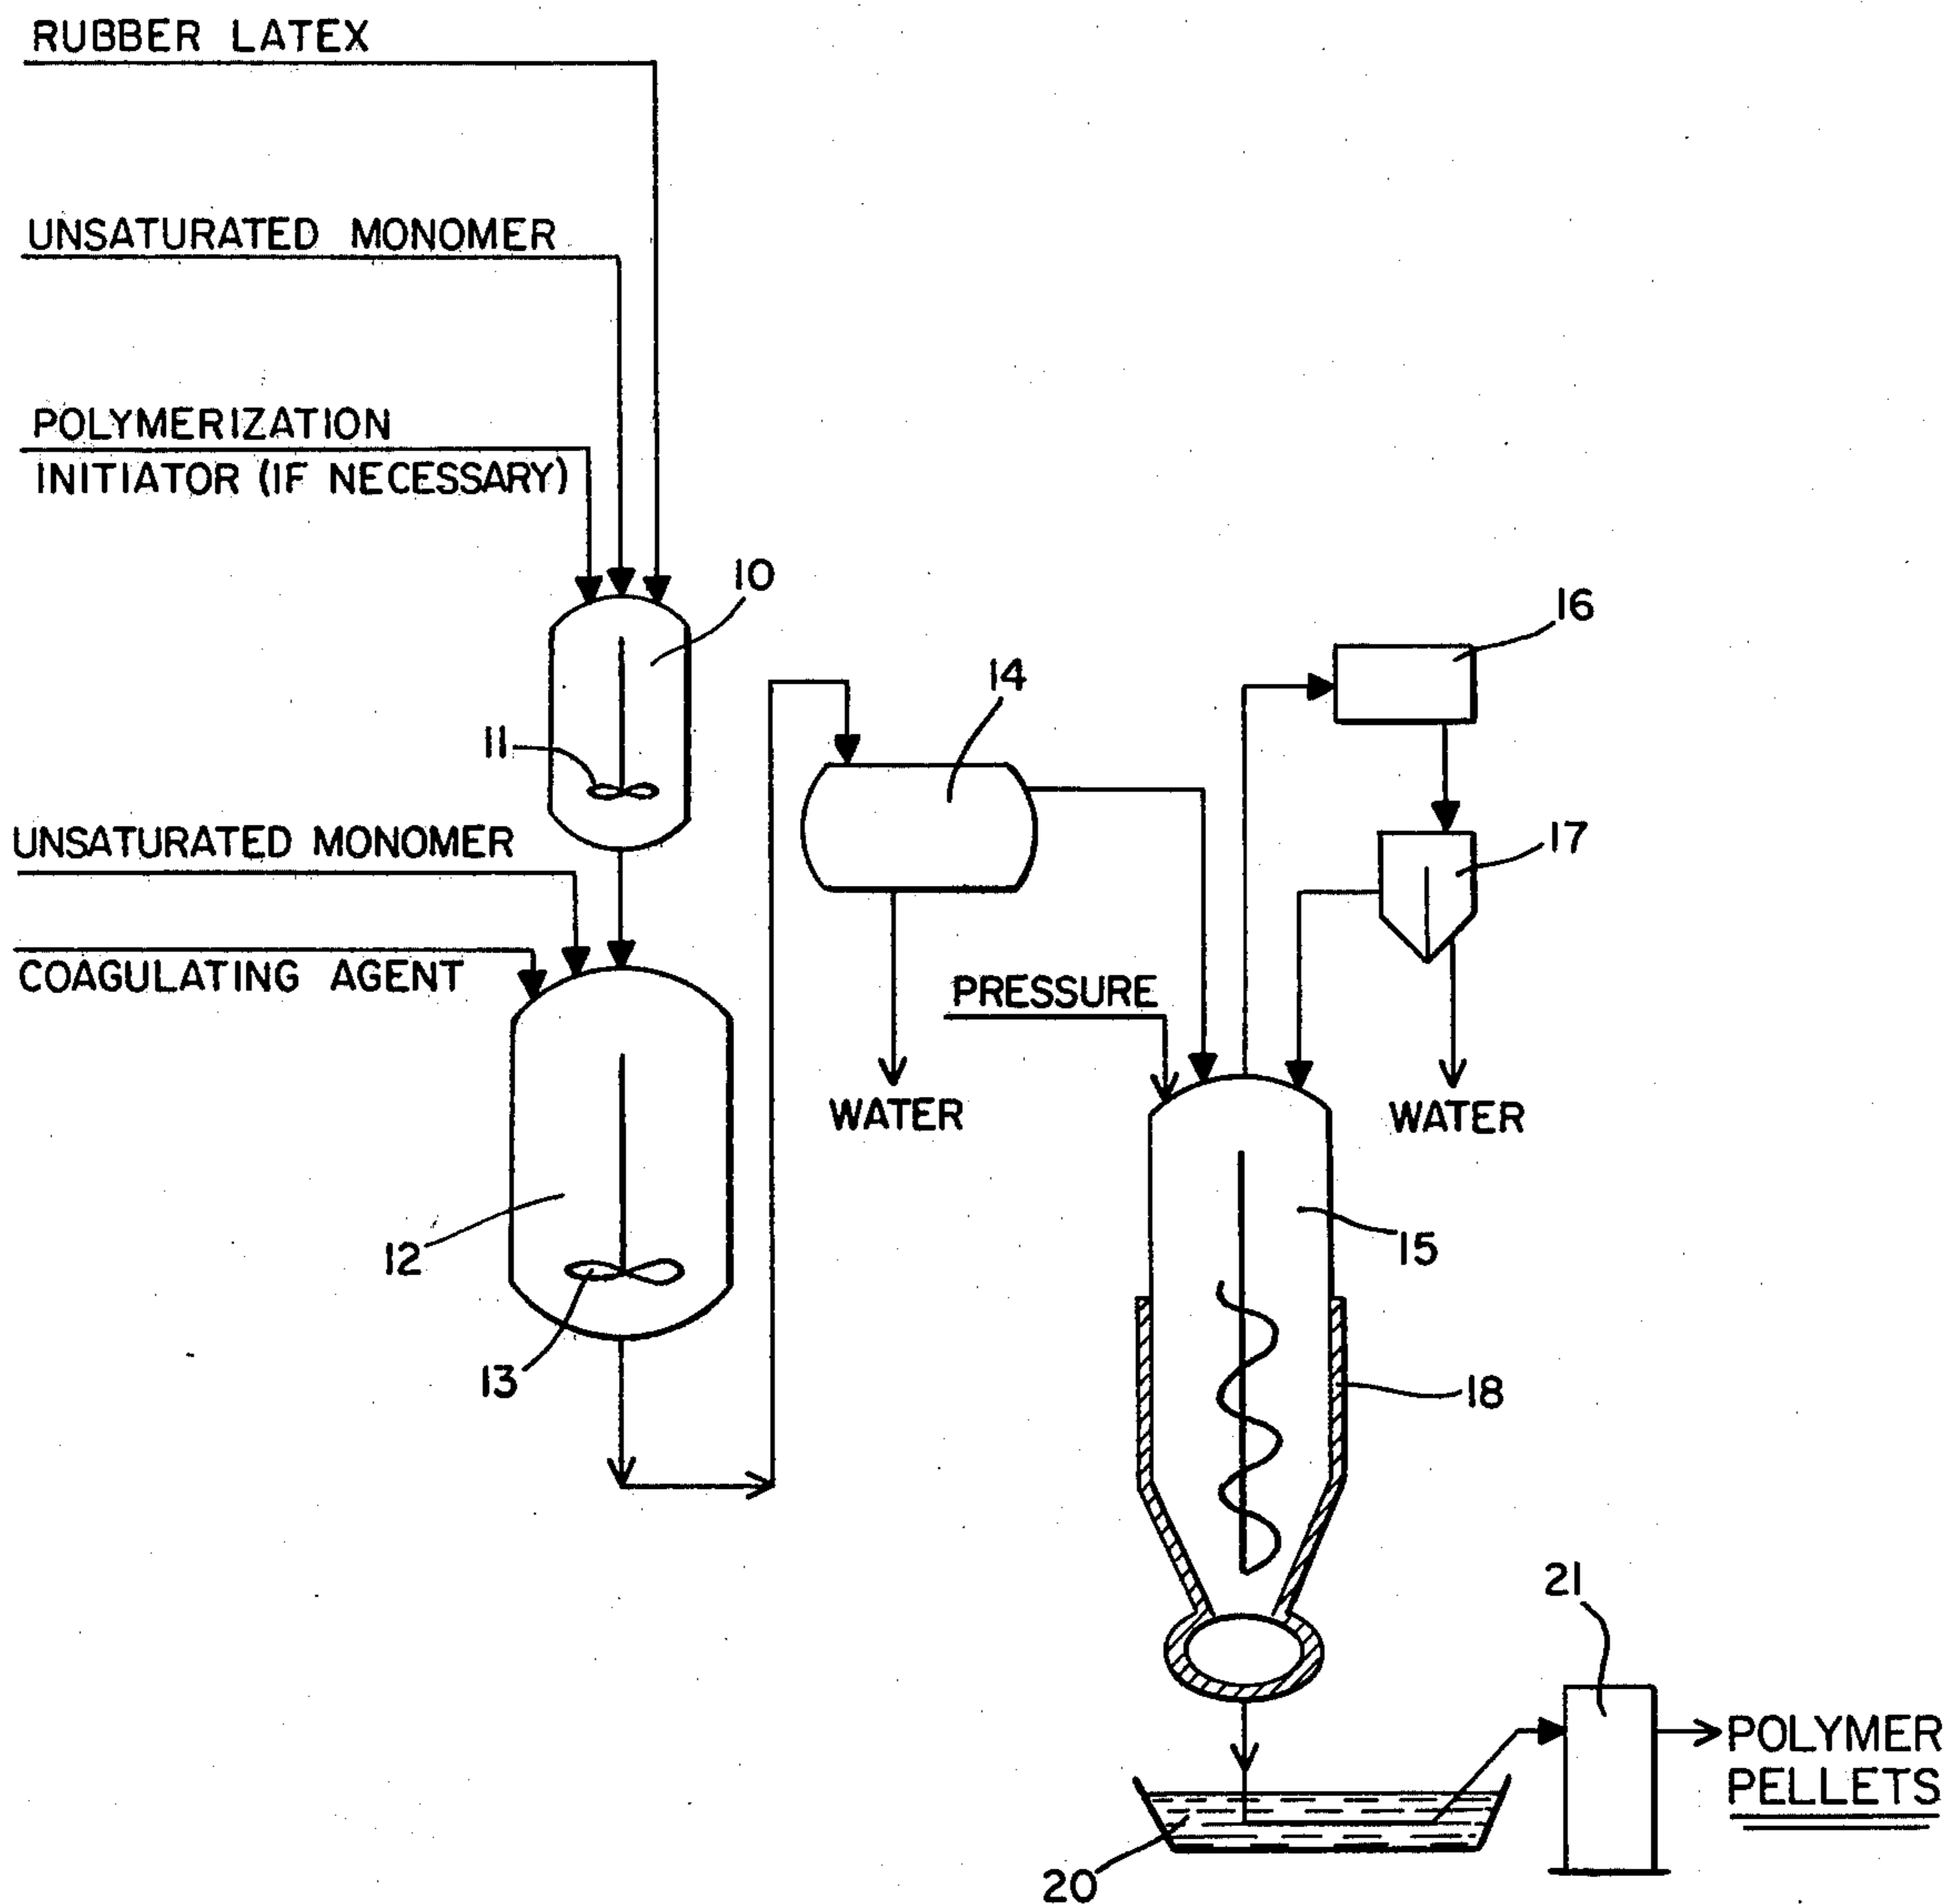 RUBBER LATEX
UNSATURATED MONOMER
POLYMERIZATION
INITIATOR (IF NECESSARY)
10
16
14
11
UNSATURATED MONOMER
17
COAGULATING AGENT
PRESSURE
WATER
WATER
12
15
13
18
21
POLYMER
PELLETS
20